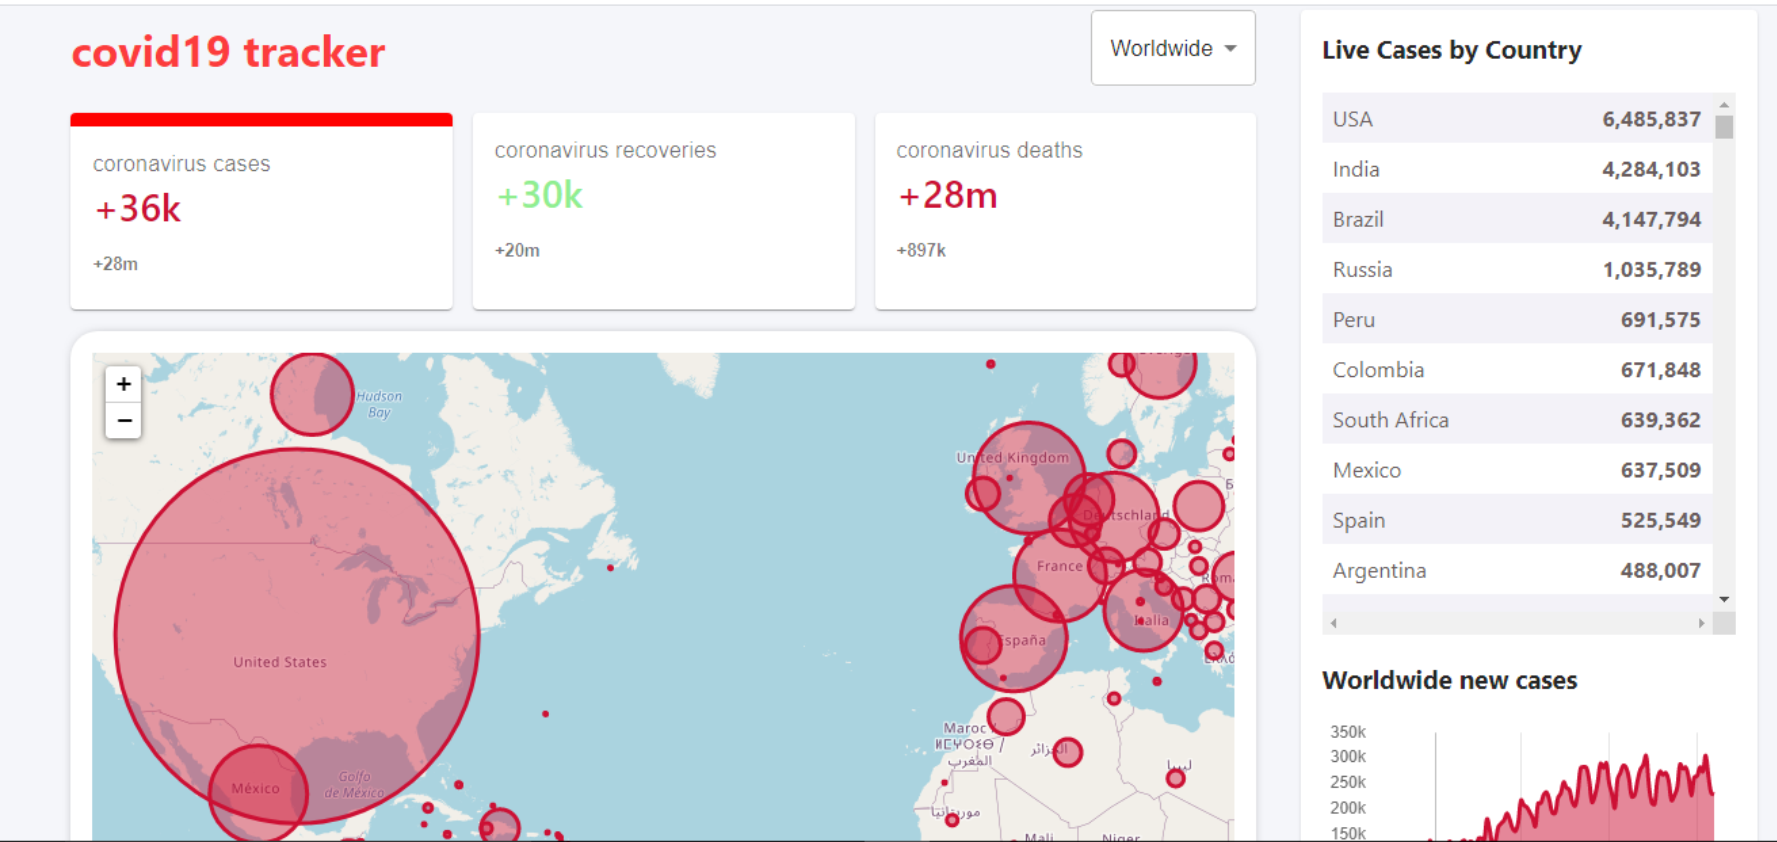 covid19 tracker
Worldwide
coronavirus cases
+36k
+28m
coronavirus recoveries
+30k
+20m
coronavirus deaths
+28m
+897k
+
−
Hudson
Bay
United States
México
Golfo
de México
United Kingdom
Deutschland
France
España
Italia
Maroc /
ⵍⵎⵖⵔⵉⴱ /
المغرب
الجزائر
ليبيا
موريتانيا
Mali
Niger
Live Cases by Country
USA 6,485,837
India 4,284,103
Brazil 4,147,794
Russia 1,035,789
Peru 691,575
Colombia 671,848
South Africa 639,362
Mexico 637,509
Spain 525,549
Argentina 488,007
Worldwide new cases
350k
300k
250k
200k
150k